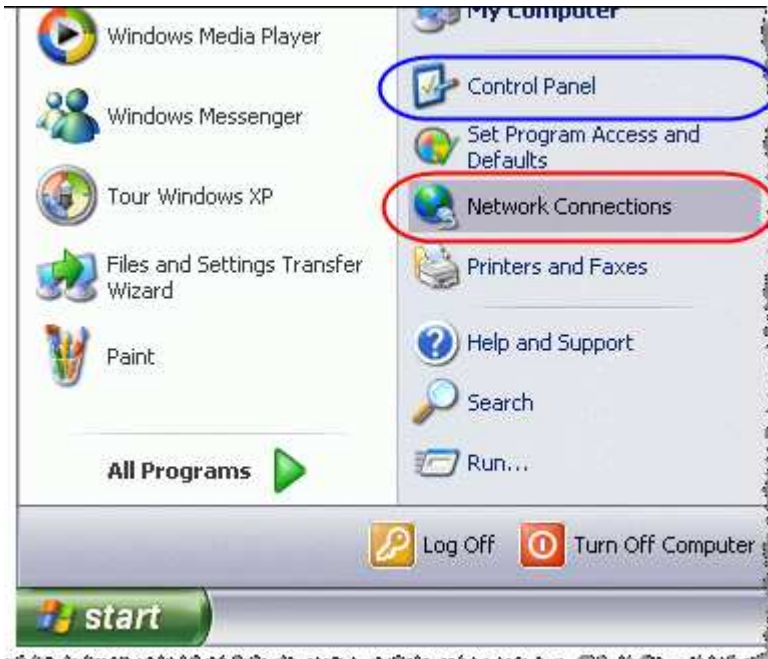 Windows Media Player
Windows Messenger
Tour Windows XP
Files and Settings Transfer
Wizard
Paint
All Programs
My Computer
Control Panel
Set Program Access and
Defaults
Network Connections
Printers and Faxes
Help and Support
Search
Run...
Log Off
Turn Off Computer
start